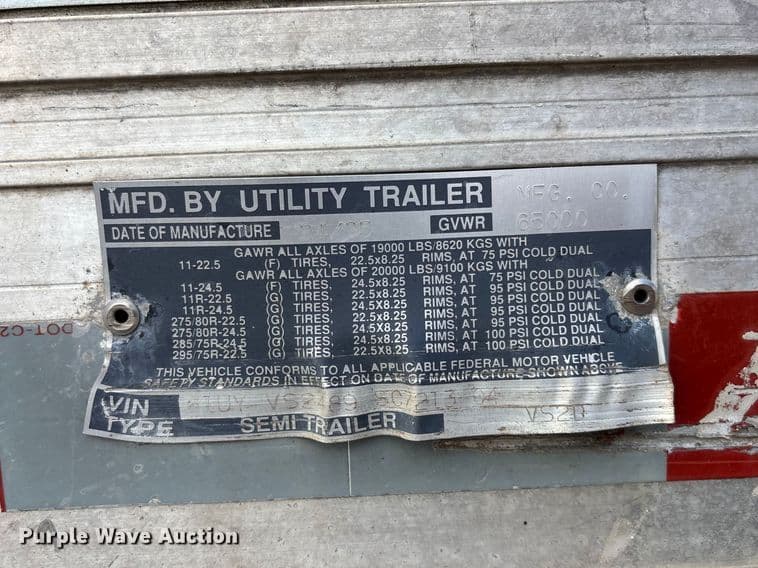 MFD. BY UTILITY TRAILER MFG. CO.
DATE OF MANUFACTURE GVWR 65000
GAWR ALL AXLES OF 19000 LBS/8620 KGS WITH
11-22.5 (F) TIRES, 22.5x8.25 RIMS, AT 75 PSI COLD DUAL
GAWR ALL AXLES OF 20000 LBS/9100 KGS WITH
11-24.5 (F) TIRES, 24.5X8.25 RIMS, AT 75 PSI COLD DUAL
11R-22.5 (G) TIRES, 22.5X8.25 RIMS, AT 95 PSI COLD DUAL
11R-24.5 (G) TIRES, 24.5X8.25 RIMS, AT 95 PSI COLD DUAL
275/80R-22.5 (G) TIRES, 22.5X8.25 RIMS, AT 95 PSI COLD DUAL
275/80R-24.5 (G) TIRES, 24.5X8.25 RIMS, AT 95 PSI COLD DUAL
285/75R-24.5 (G) TIRES, 24.5X8.25 RIMS, AT 100 PSI COLD DUAL
295/75R-22.5 (G) TIRES, 22.5X8.25 RIMS, AT 100 PSI COLD DUAL
THIS VEHICLE CONFORMS TO ALL APPLICABLE FEDERAL MOTOR VEHICLE
SAFETY STANDARDS IN EFFECT ON DATE OF MANUFACTURE SHOWN ABOVE
VIN
TYPE SEMI TRAILER
DOT-C2
Purple Wave Auction